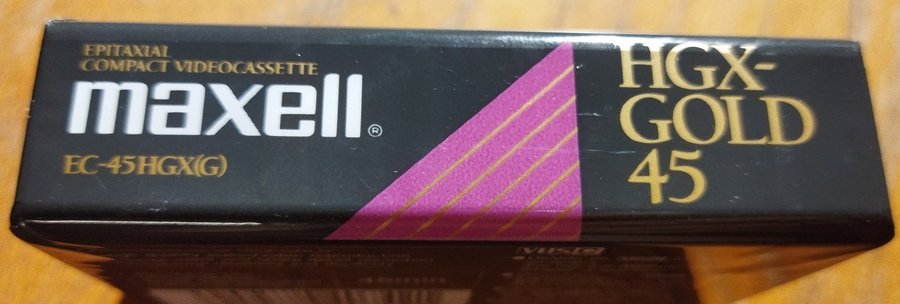 EPITAXIAL
COMPACT VIDEOCASSETTE
maxell®
EC-45HGX(G)
HGX-
GOLD
45